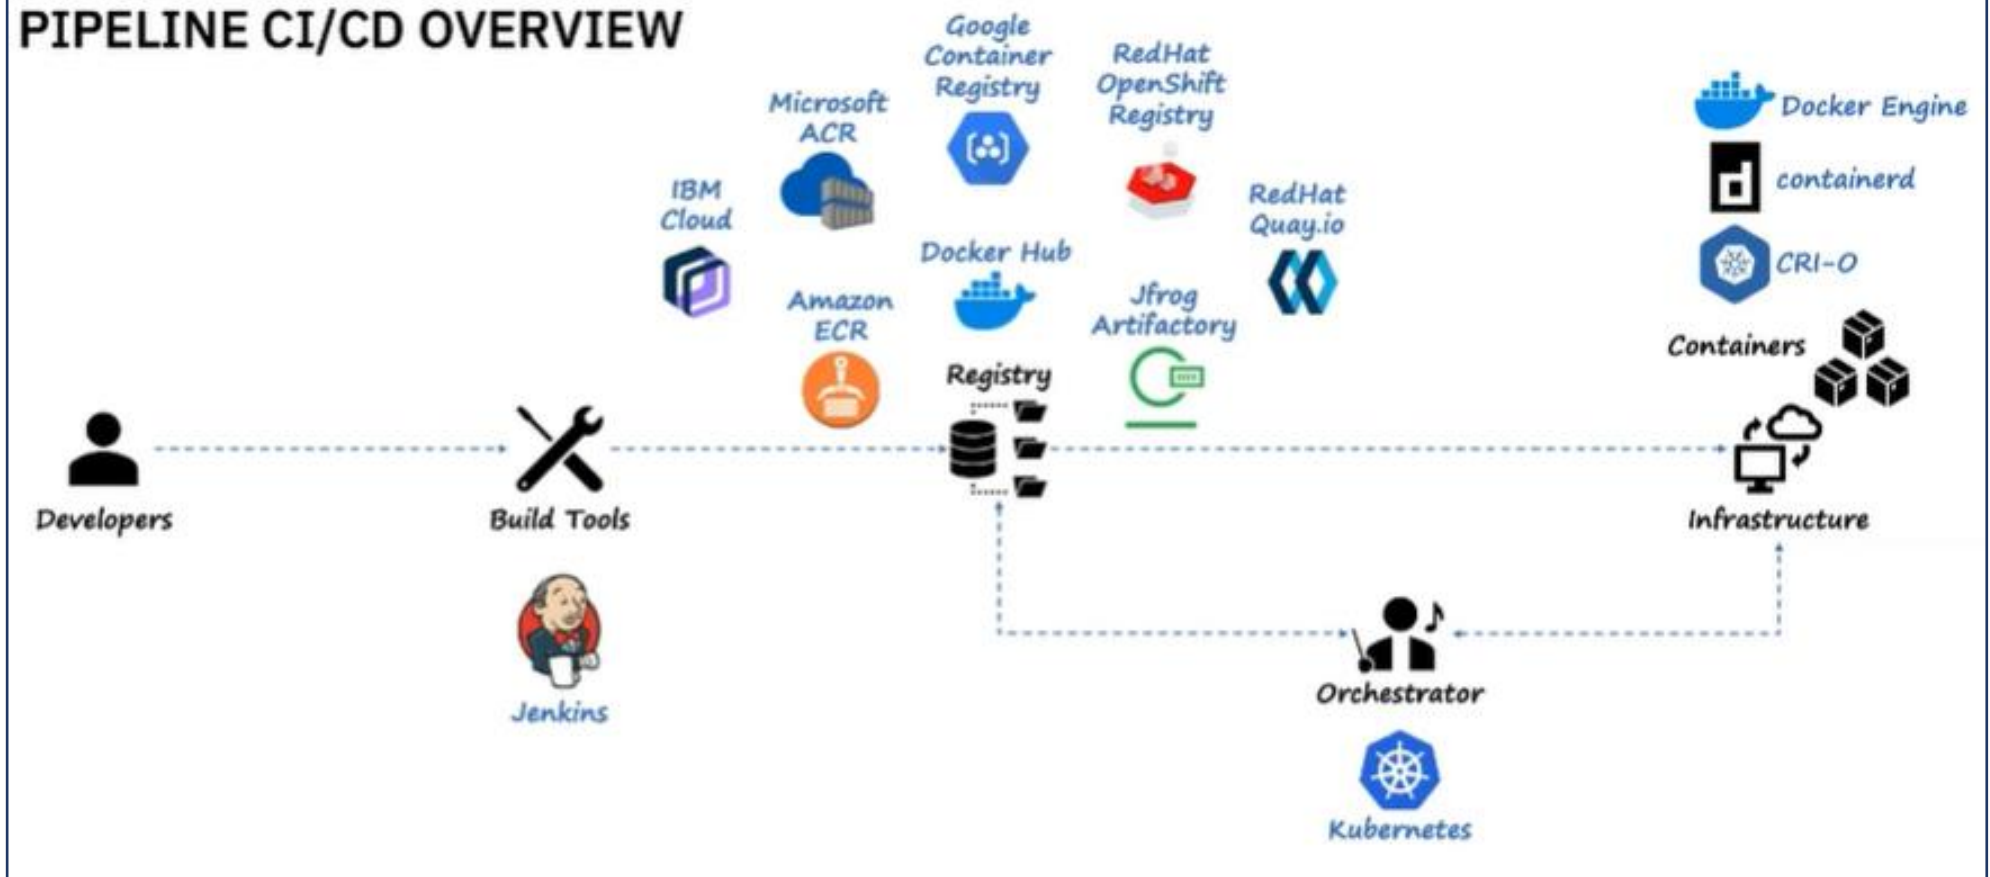 PIPELINE CI/CD OVERVIEW
Google
Container
Registry
RedHat
OpenShift
Registry
Microsoft
ACR
IBM
Cloud
RedHat
Quay.io
Docker Hub
Amazon
ECR
Jfrog
Artifactory
Registry
Docker Engine
containerd
CRI-O
Containers
Developers
Build Tools
Infrastructure
Jenkins
Orchestrator
Kubernetes